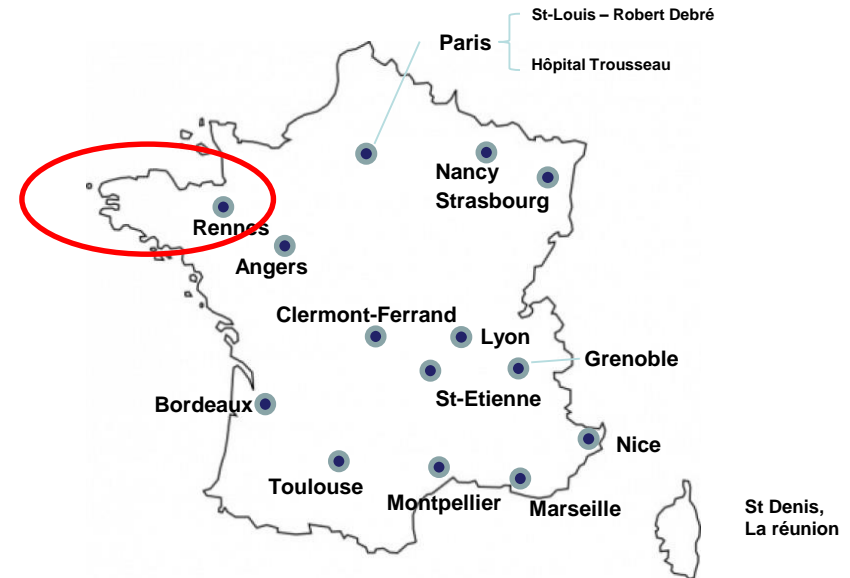 St-Louis – Robert Debré
Paris
Hôpital Trousseau
Nancy
Strasbourg
Rennes
Angers
Clermont-Ferrand
Lyon
Grenoble
St-Etienne
Bordeaux
Nice
Toulouse
Montpellier
Marseille
St Denis,
La réunion